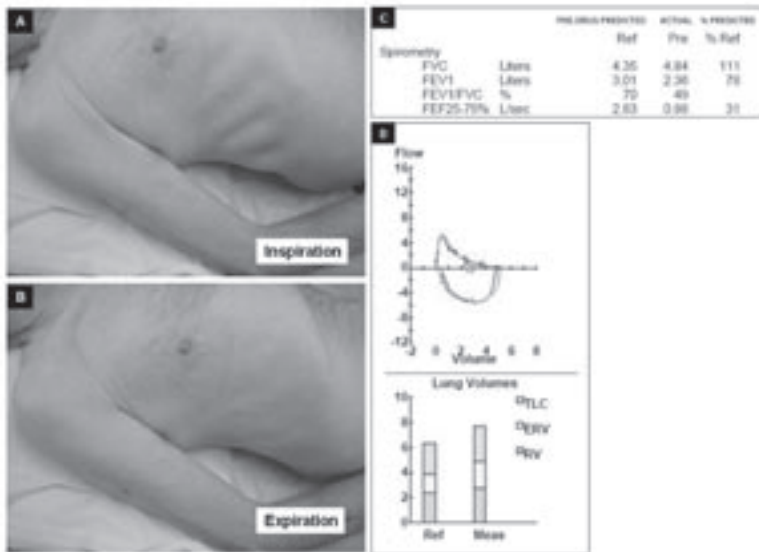 A
Inspiration
B
Expiration
C
PRE-DRUG PREDICTED ACTUAL % PREDICTED
Ref Pre % Ref
Spirometry
FVC Liters 4.35 4.84 111
FEV1 Liters 3.01 2.36 78
FEV1/FVC % 70 49
FEF25-75% L/sec 2.83 0.88 31
Flow
16
12
8
4
0
-4
-8
-12
-2 0 2 4 6 8
Volume
Lung Volumes
10
8
6
4
2
0
TLC
ERV
RV
Ref Meas